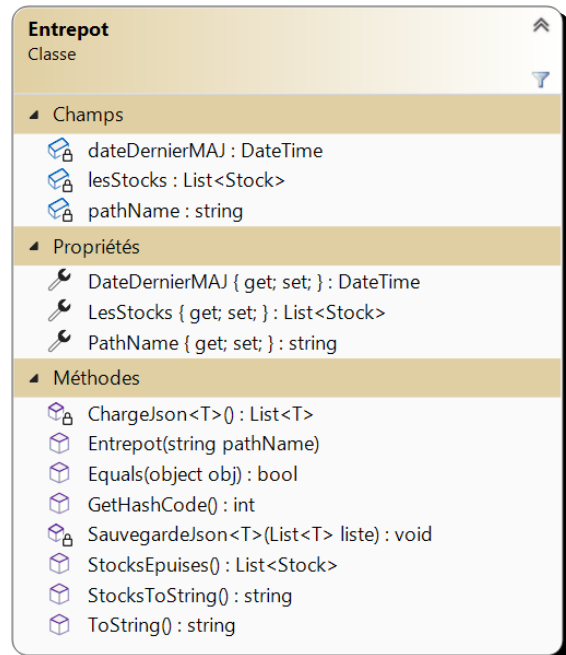 Entrepot
Classe
Champs
dateDernierMAJ : DateTime
lesStocks : List<Stock>
pathName : string
Propriétés
DateDernierMAJ { get; set; } : DateTime
LesStocks { get; set; } : List<Stock>
PathName { get; set; } : string
Méthodes
ChargeJson<T>() : List<T>
Entrepot(string pathName)
Equals(object obj) : bool
GetHashCode() : int
SauvegardeJson<T>(List<T> liste) : void
StocksEpuises() : List<Stock>
StocksToString() : string
ToString() : string